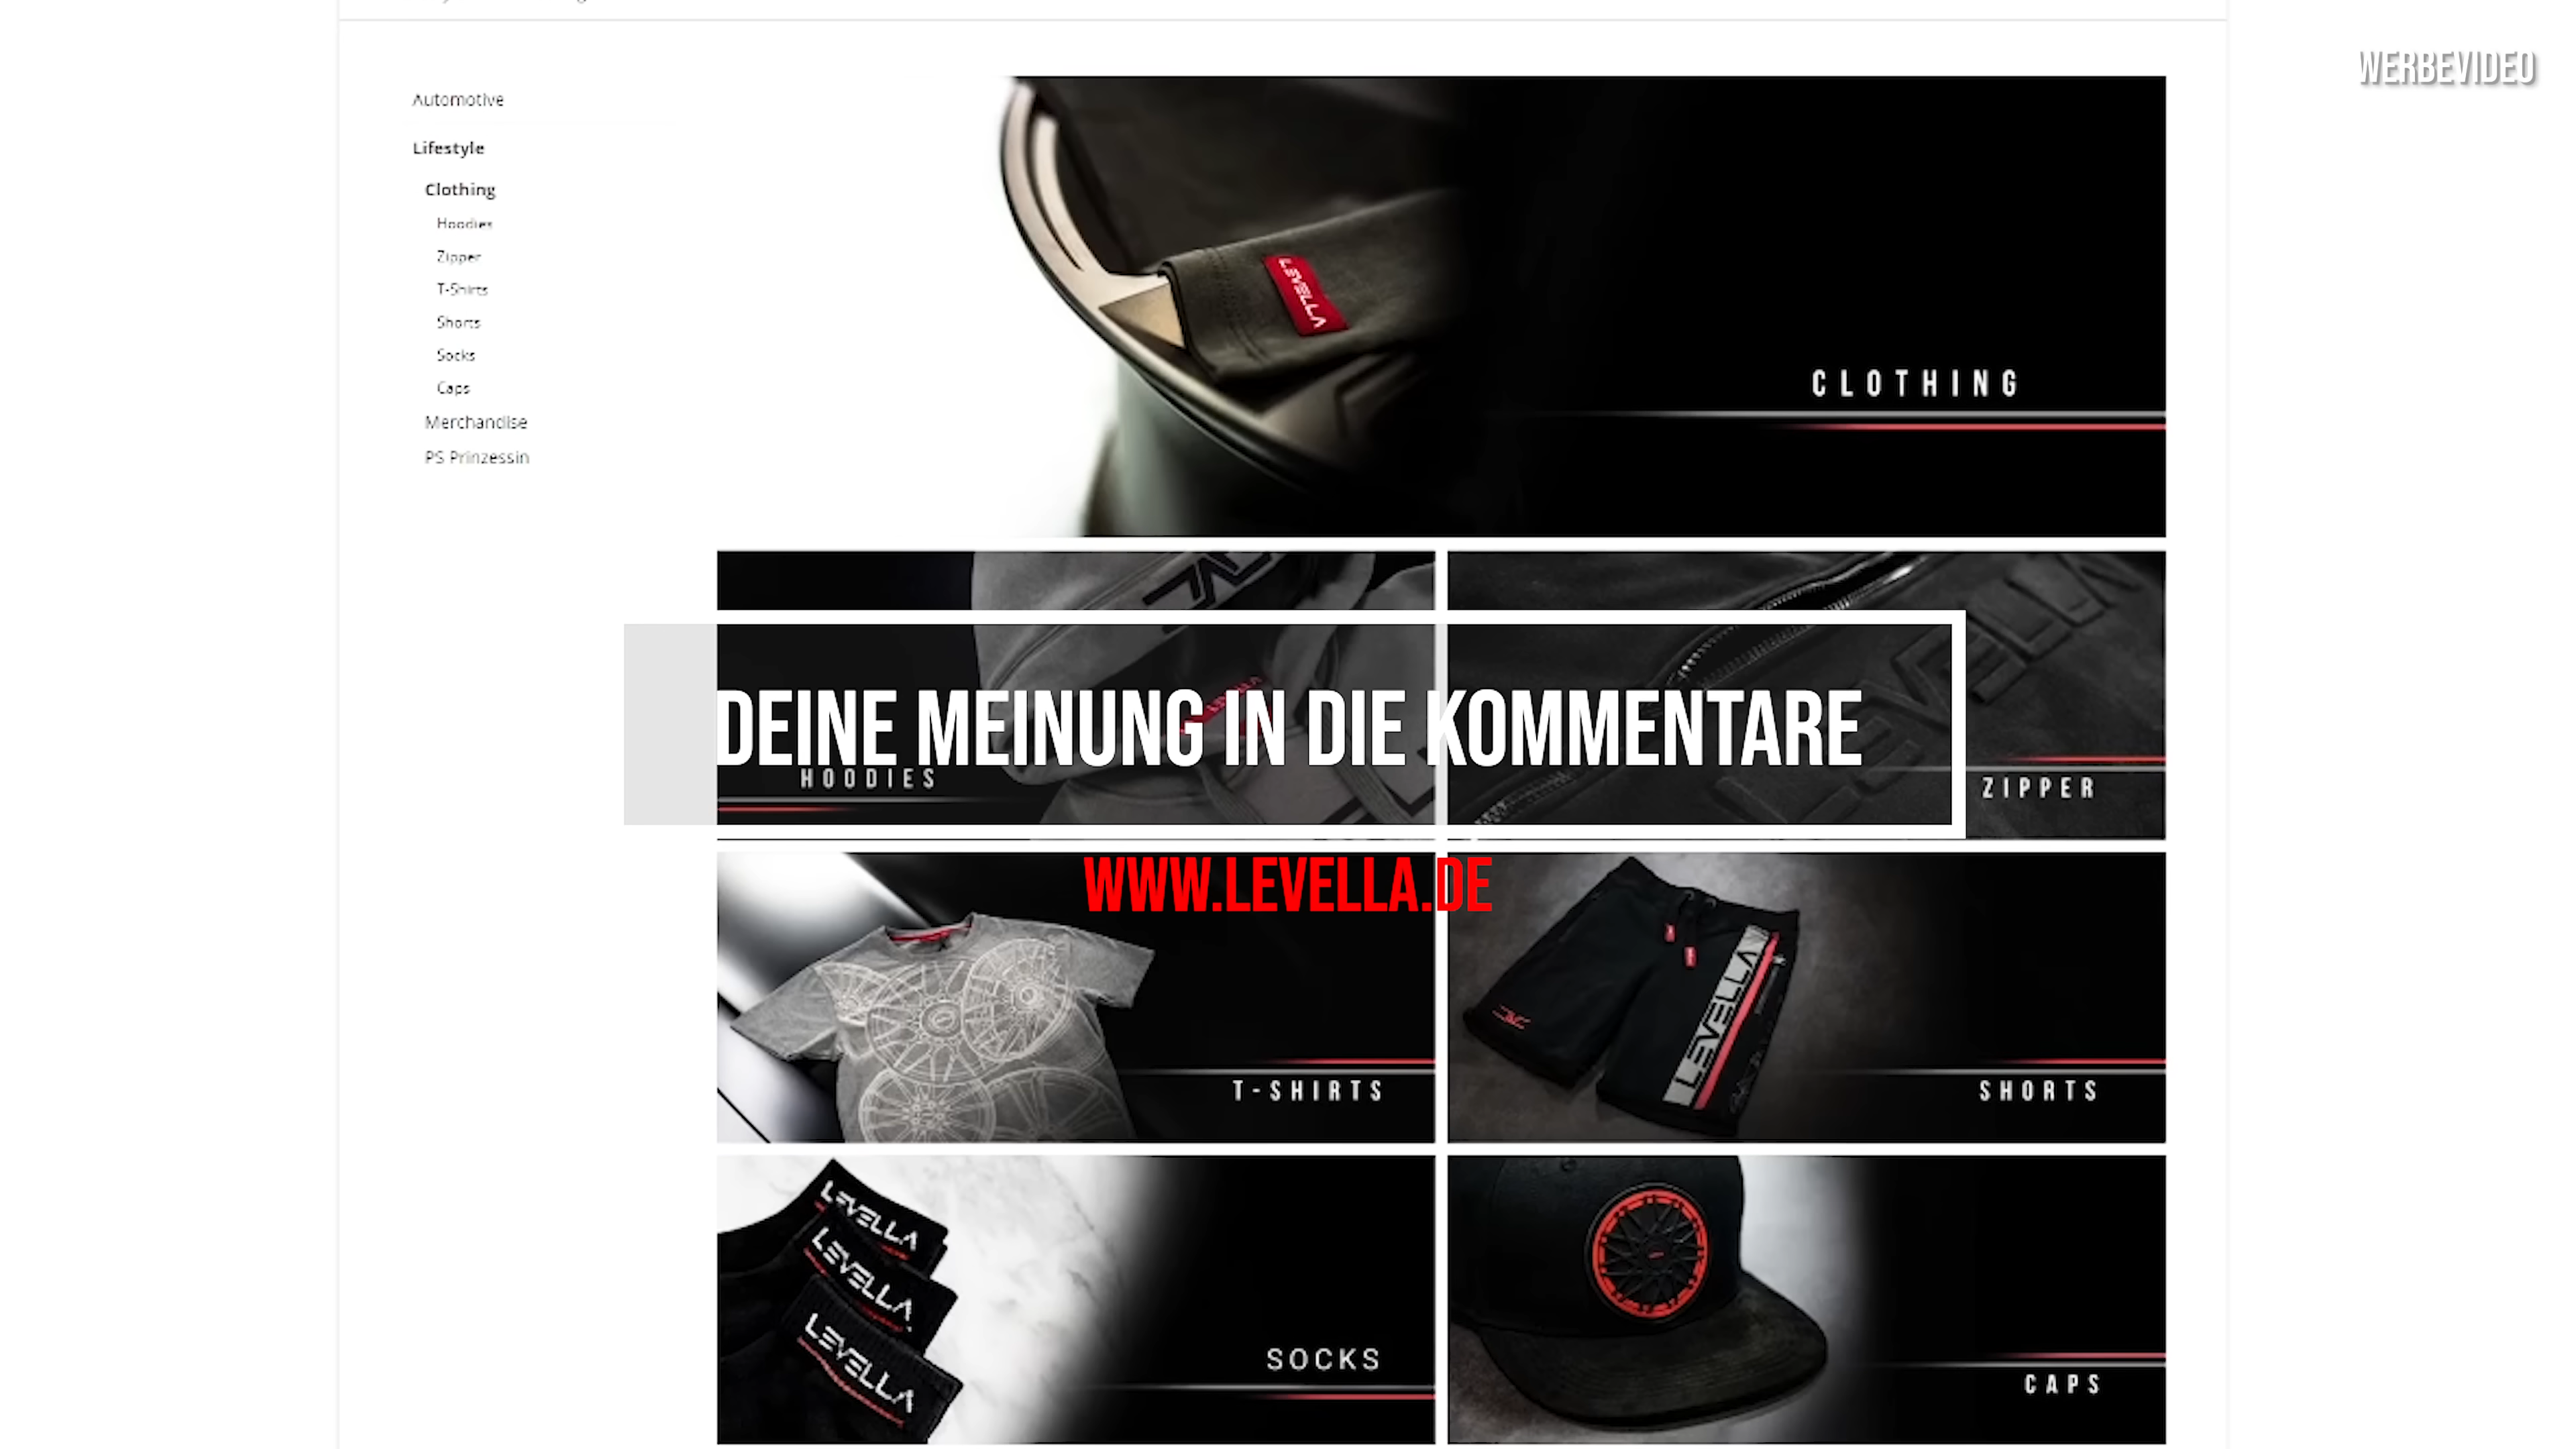 WERBEVIDEO
Automotive
Lifestyle
Clothing
Hoodies
Zipper
T-Shirts
Shorts
Socks
Caps
Merchandise
PS Prinzessin
LEVELLA
CLOTHING
LEVELLA
DEINE MEINUNG IN DIE KOMMENTARE
HOODIES
ZIPPER
WWW.LEVELLA.DE
LEVELLA
T-SHIRTS
SHORTS
LEVELLA
LEVELLA
LEVELLA
SOCKS
CAPS